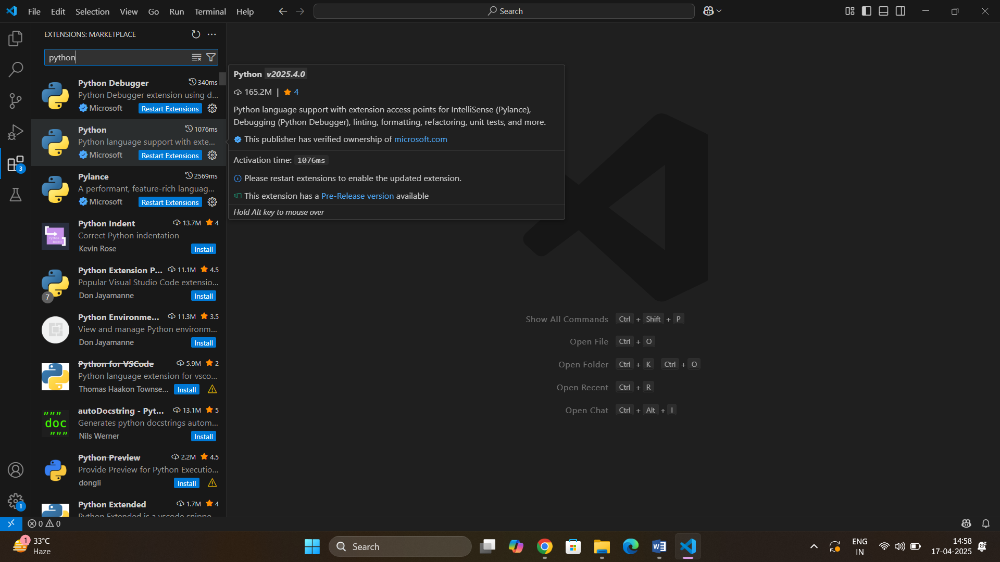 File Edit Selection View Go Run Terminal Help
Search
EXTENSIONS: MARKETPLACE
python
Python Debugger 340ms
Python Debugger extension using d...
Microsoft Restart Extensions
Python 1076ms
Python language support with exte...
Microsoft Restart Extensions
Pylance 2569ms
A performant, feature-rich languag...
Microsoft Restart Extensions
Python Indent 13.7M 4
Correct Python indentation
Kevin Rose Install
Python Extension P... 11.1M 4.5
Popular Visual Studio Code extensio...
7 Don Jayamanne Install
Python Environme... 11.3M 3.5
View and manage Python environm...
Don Jayamanne Install
Python for VSCode 5.9M 2
Python language extension for vsco...
Thomas Haakon Townse... Install
autoDocstring - Pyt... 13.1M 5
"""
doc
"""
Generates python docstrings autom...
Nils Werner Install
Python Preview 2.2M 4.5
Provide Preview for Python Executio...
dongli Install
Python Extended 1.7M 4
Python Extended is a vscode snippe...
3
1
Python v2025.4.0
165.2M | 4
Python language support with extension access points for IntelliSense (Pylance),
Debugging (Python Debugger), linting, formatting, refactoring, unit tests, and more.
This publisher has verified ownership of microsoft.com
Activation time: 1076ms
Please restart extensions to enable the updated extension.
This extension has a Pre-Release version available
Hold Alt key to mouse over
Show All Commands Ctrl + Shift + P
Open File Ctrl + O
Open Folder Ctrl + K Ctrl + O
Open Recent Ctrl + R
Open Chat Ctrl + Alt + I
0 0
1
33°C
Haze
Search
ENG
IN
14:58
17-04-2025